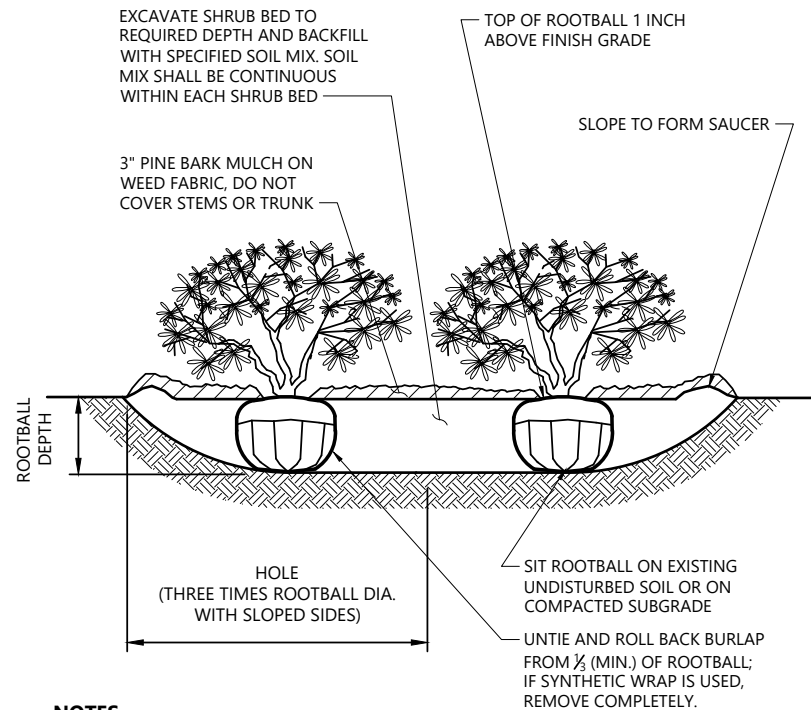 EXCAVATE SHRUB BED TO
REQUIRED DEPTH AND BACKFILL
WITH SPECIFIED SOIL MIX. SOIL
MIX SHALL BE CONTINUOUS
WITHIN EACH SHRUB BED
TOP OF ROOTBALL 1 INCH
ABOVE FINISH GRADE
SLOPE TO FORM SAUCER
3" PINE BARK MULCH ON
WEED FABRIC, DO NOT
COVER STEMS OR TRUNK
ROOTBALL
DEPTH
HOLE
(THREE TIMES ROOTBALL DIA.
WITH SLOPED SIDES)
SIT ROOTBALL ON EXISTING
UNDISTURBED SOIL OR ON
COMPACTED SUBGRADE
UNTIE AND ROLL BACK BURLAP
FROM 1/3 (MIN.) OF ROOTBALL;
IF SYNTHETIC WRAP IS USED,
REMOVE COMPLETELY.
NOTES